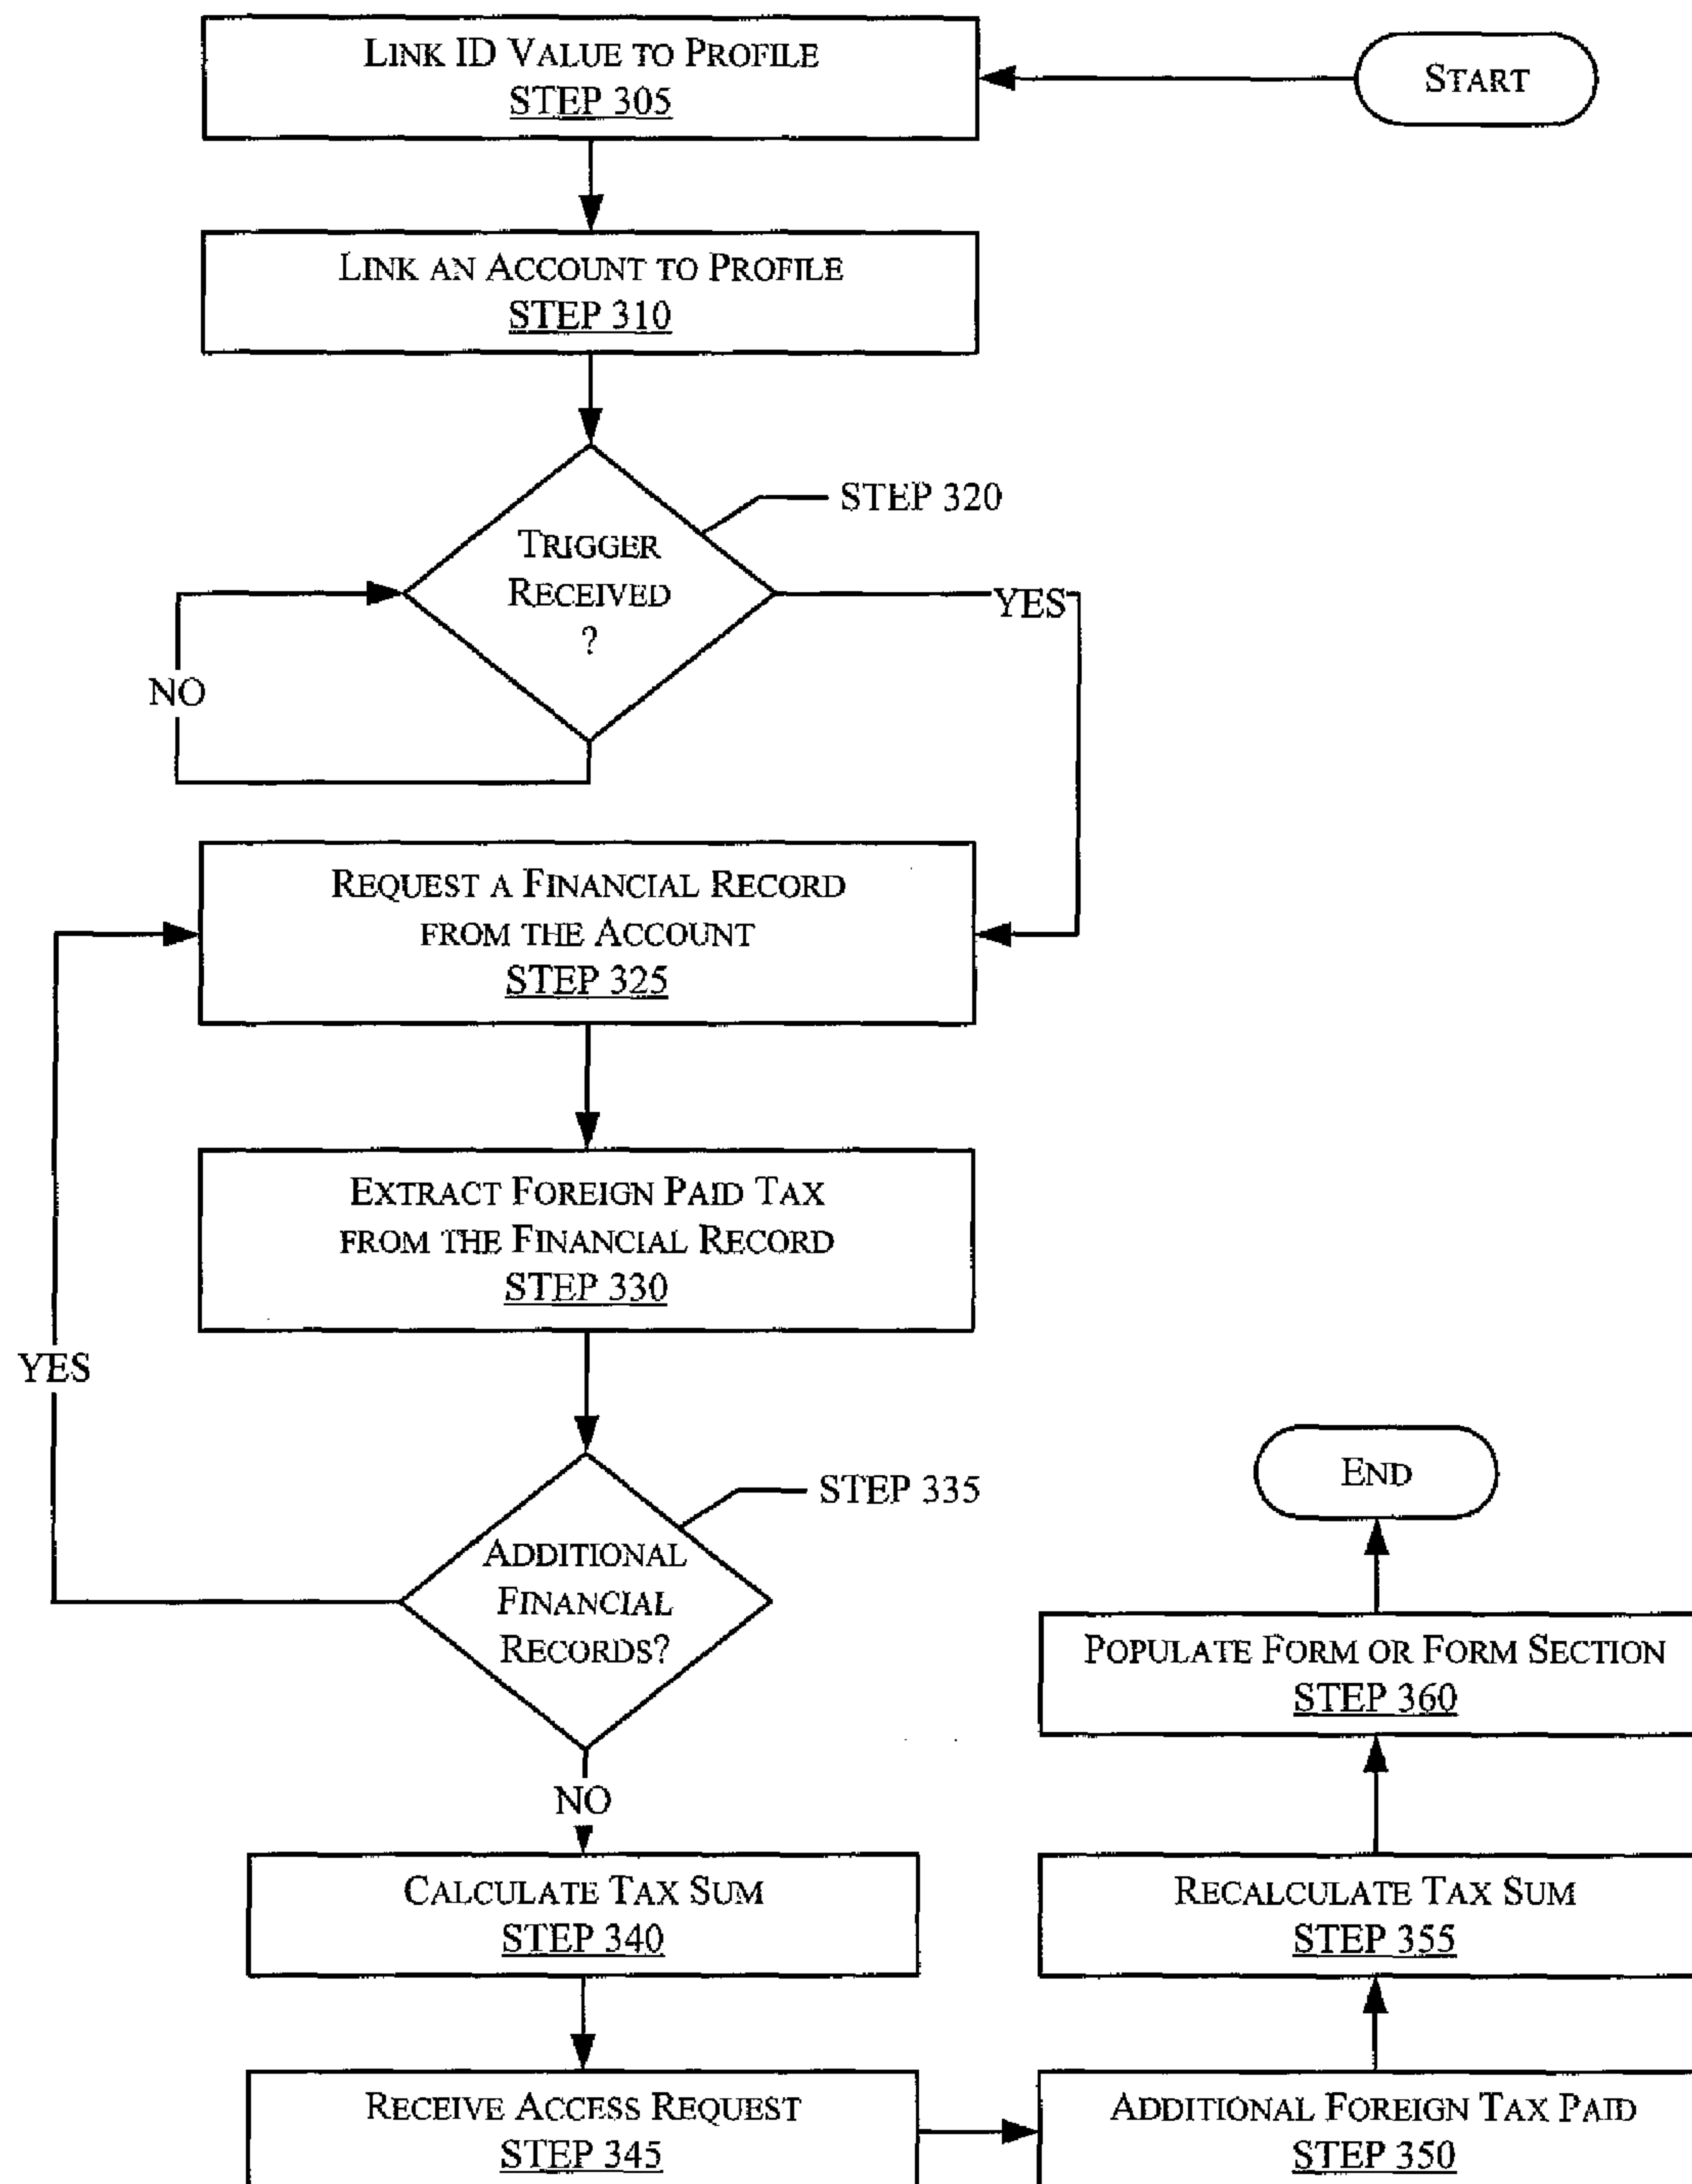 START
LINK ID VALUE TO PROFILE
STEP 305
LINK AN ACCOUNT TO PROFILE
STEP 310
STEP 320
TRIGGER
RECEIVED
?
YES
NO
REQUEST A FINANCIAL RECORD
FROM THE ACCOUNT
STEP 325
EXTRACT FOREIGN PAID TAX
FROM THE FINANCIAL RECORD
STEP 330
YES
STEP 335
ADDITIONAL
FINANCIAL
RECORDS?
NO
CALCULATE TAX SUM
STEP 340
RECEIVE ACCESS REQUEST
STEP 345
ADDITIONAL FOREIGN TAX PAID
STEP 350
RECALCULATE TAX SUM
STEP 355
POPULATE FORM OR FORM SECTION
STEP 360
END